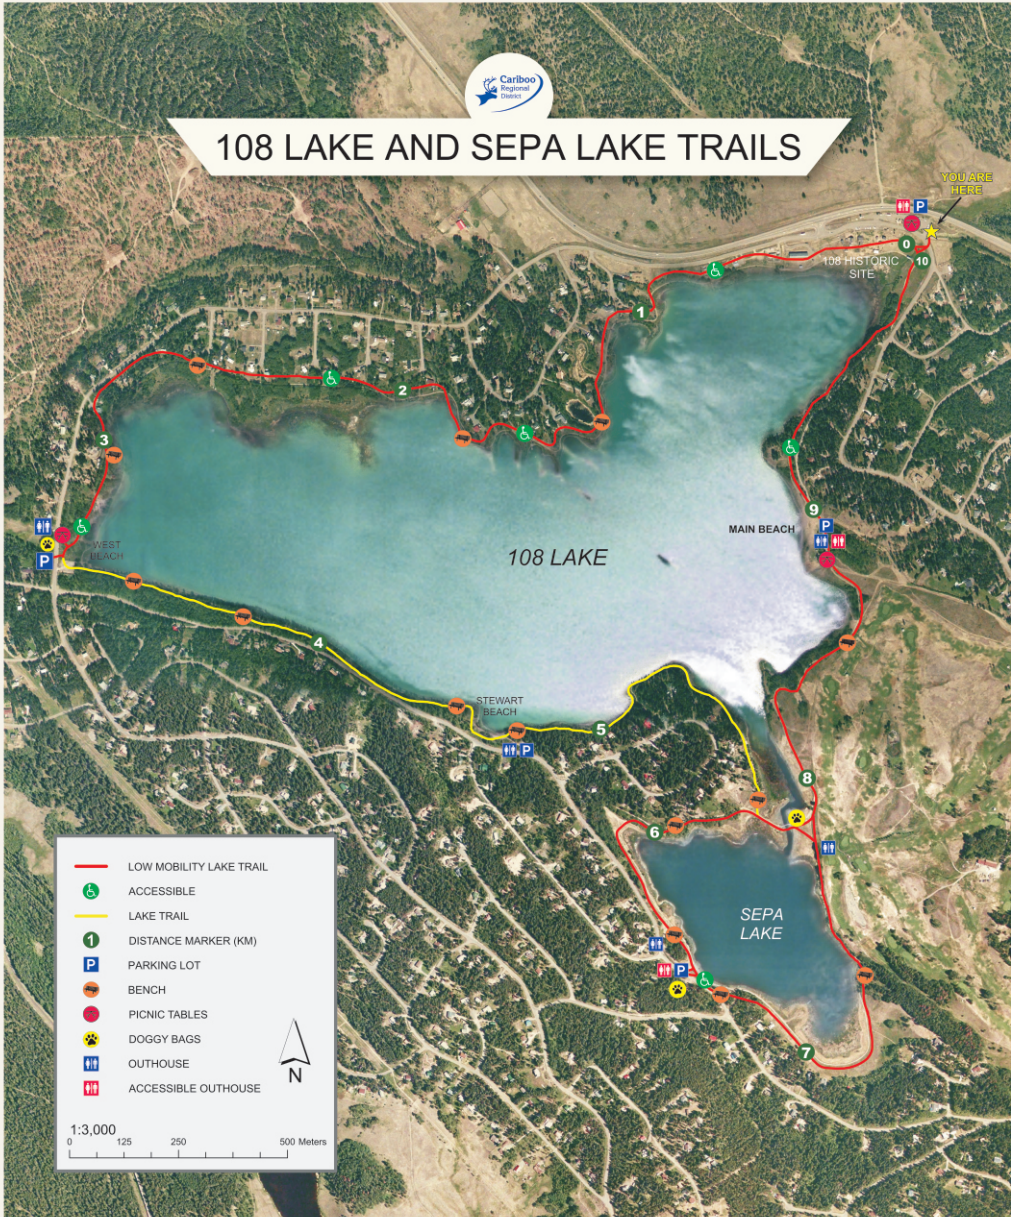 Cariboo
Regional
District
108 LAKE AND SEPA LAKE TRAILS
YOU ARE
HERE
P
0
10
108 HISTORIC
SITE
1
2
3
9
P
MAIN BEACH
WEST
BEACH
P
108 LAKE
4
STEWART
BEACH
5
P
8
6
SEPA
LAKE
P
7
LOW MOBILITY LAKE TRAIL
ACCESSIBLE
LAKE TRAIL
1 DISTANCE MARKER (KM)
P PARKING LOT
BENCH
PICNIC TABLES
DOGGY BAGS
OUTHOUSE
ACCESSIBLE OUTHOUSE
N
1:3,000
0 125 250 500 Meters